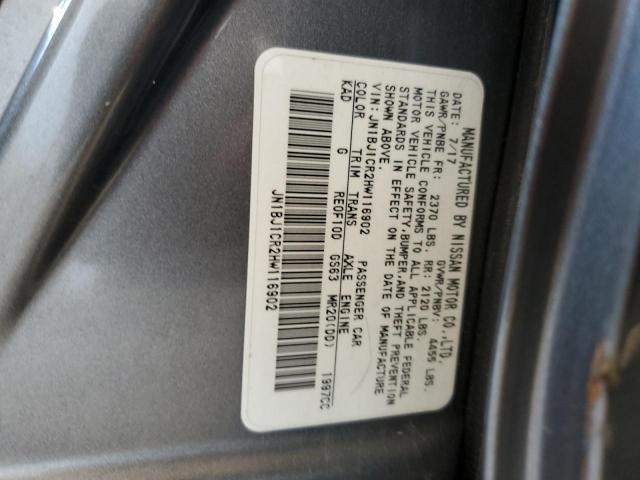 MANUFACTURED BY NISSAN MOTOR CO.,LTD.
DATE: 7/17 GVWR/PNBV: 4455 LBS.
GAWR/PNBE FR: 2370 LBS. RR: 2120 LBS.
THIS VEHICLE CONFORMS TO ALL APPLICABLE FEDERAL
MOTOR VEHICLE SAFETY,BUMPER,AND THEFT PREVENTION
STANDARDS IN EFFECT ON THE DATE OF MANUFACTURE
SHOWN ABOVE.
VIN:JN1BJ1CR2HW116902 PASSENGER CAR
COLOR TRIM TRANS AXLE ENGINE
KAD G RE0F10D GS63 MR20(DD) 1997CC
JN1BJ1CR2HW116902